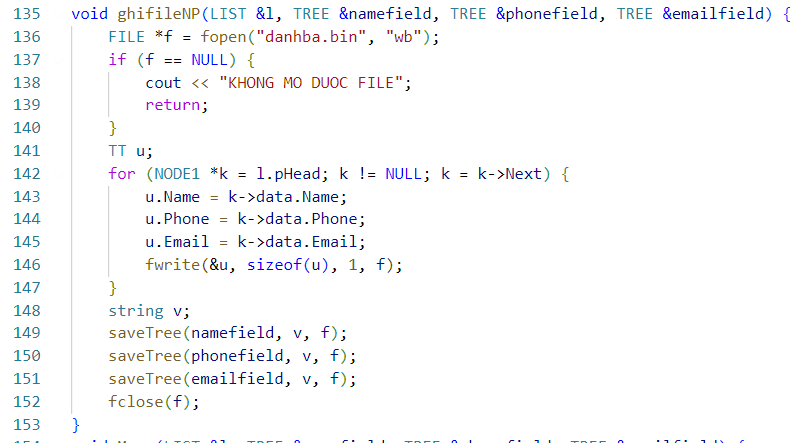 135 void ghifileNP(LIST &l, TREE &namefield, TREE &phonefield, TREE &emailfield) {
136     FILE *f = fopen("danhba.bin", "wb");
137     if (f == NULL) {
138         cout << "KHONG MO DUOC FILE";
139         return;
140     }
141     TT u;
142     for (NODE1 *k = l.pHead; k != NULL; k = k->Next) {
143         u.Name = k->data.Name;
144         u.Phone = k->data.Phone;
145         u.Email = k->data.Email;
146         fwrite(&u, sizeof(u), 1, f);
147     }
148     string v;
149     saveTree(namefield, v, f);
150     saveTree(phonefield, v, f);
151     saveTree(emailfield, v, f);
152     fclose(f);
153 }